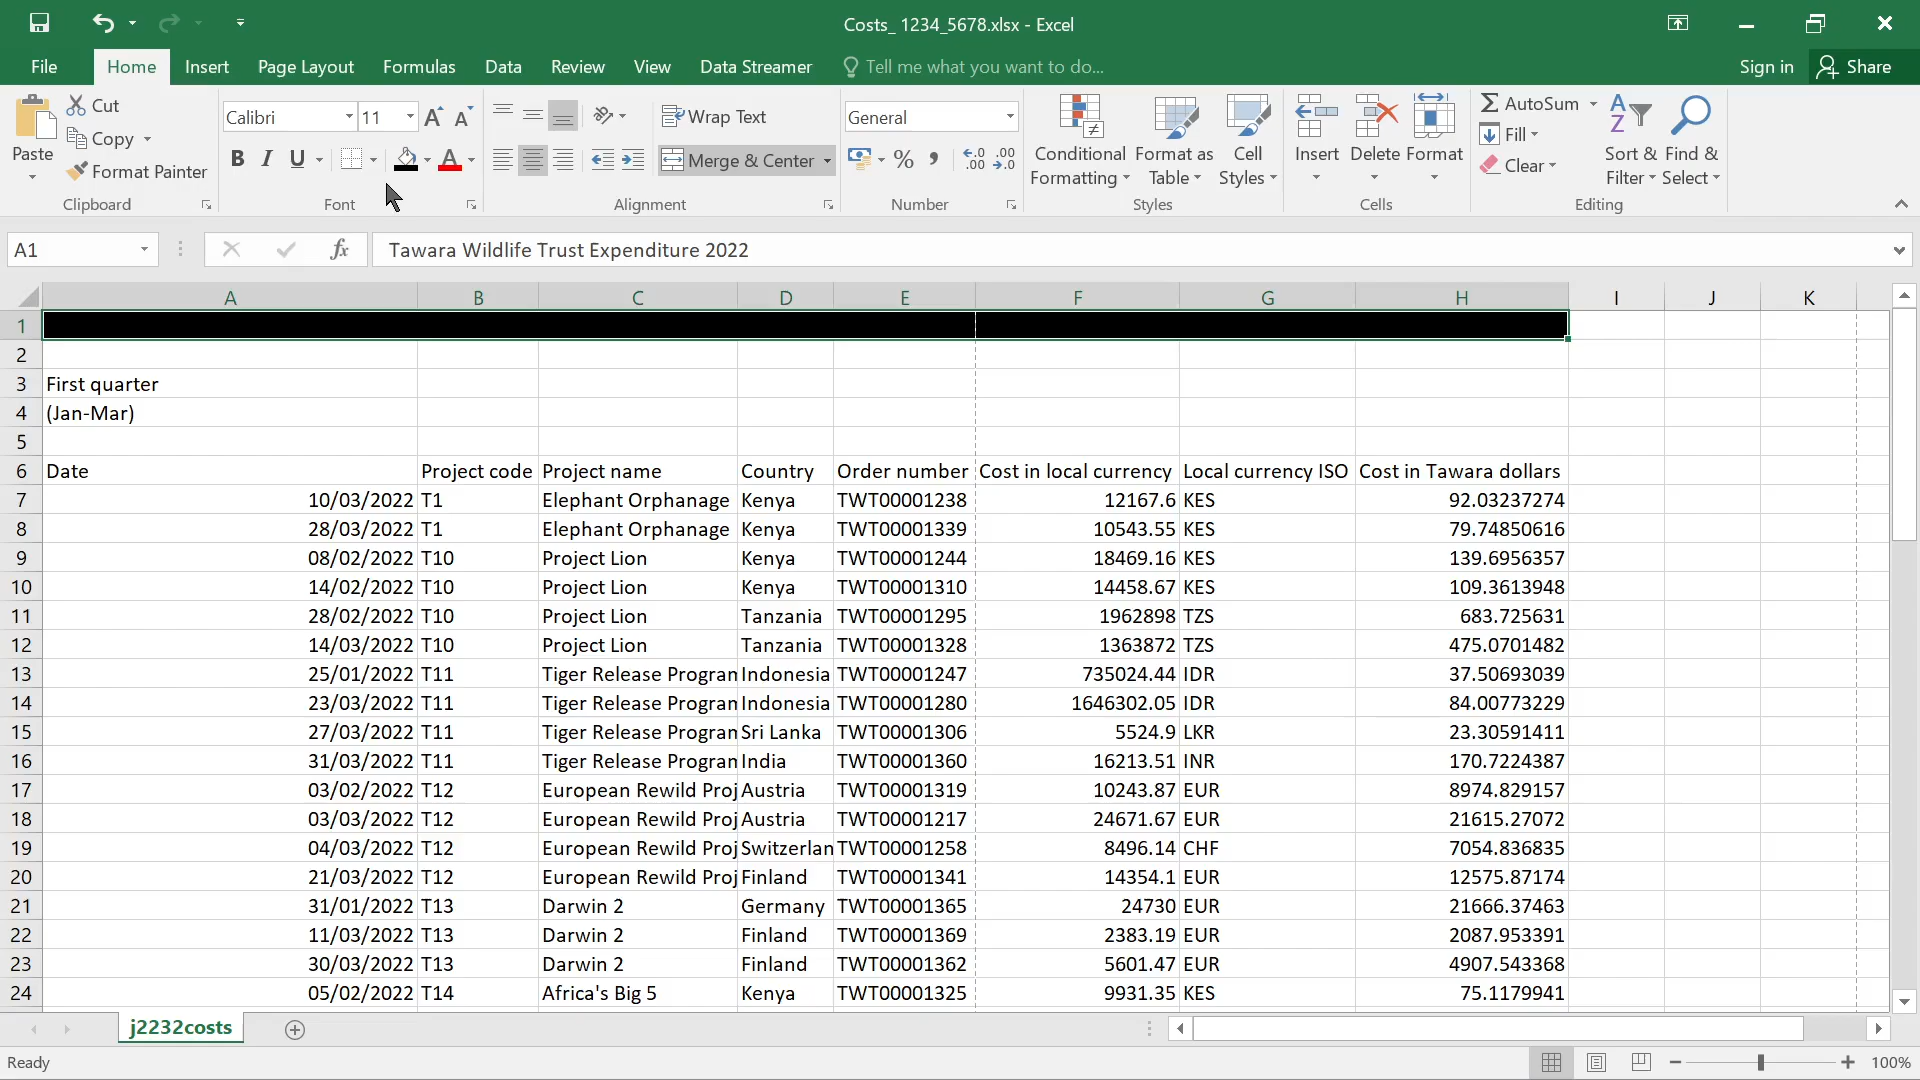 Costs_ 1234_5678.xlsx - Excel
File Home Insert Page Layout Formulas Data Review View Data Streamer Tell me what you want to do... Sign in Share
Paste Cut Copy Format Painter Clipboard
Calibri 11 A A B I U A Font
Wrap Text Merge & Center Alignment
General % , .00 .00 Number
Conditional Formatting Format as Table Cell Styles Styles
Insert Delete Format Cells
AutoSum Fill Clear Sort & Filter Find & Select Editing
A1 fx Tawara Wildlife Trust Expenditure 2022
A B C D E F G H I J K
1
2
3 First quarter
4 (Jan-Mar)
5
6 Date Project code Project name Country Order number Cost in local currency Local currency ISO Cost in Tawara dollars
7 10/03/2022 T1 Elephant Orphanage Kenya TWT00001238 12167.6 KES 92.03237274
8 28/03/2022 T1 Elephant Orphanage Kenya TWT00001339 10543.55 KES 79.74850616
9 08/02/2022 T10 Project Lion Kenya TWT00001244 18469.16 KES 139.6956357
10 14/02/2022 T10 Project Lion Kenya TWT00001310 14458.67 KES 109.3613948
11 28/02/2022 T10 Project Lion Tanzania TWT00001295 1962898 TZS 683.725631
12 14/03/2022 T10 Project Lion Tanzania TWT00001328 1363872 TZS 475.0701482
13 25/01/2022 T11 Tiger Release Program Indonesia TWT00001247 735024.44 IDR 37.50693039
14 23/03/2022 T11 Tiger Release Program Indonesia TWT00001280 1646302.05 IDR 84.00773229
15 27/03/2022 T11 Tiger Release Program Sri Lanka TWT00001306 5524.9 LKR 23.30591411
16 31/03/2022 T11 Tiger Release Program India TWT00001360 16213.51 INR 170.7224387
17 03/02/2022 T12 European Rewild Proj Austria TWT00001319 10243.87 EUR 8974.829157
18 03/03/2022 T12 European Rewild Proj Austria TWT00001217 24671.67 EUR 21615.27072
19 04/03/2022 T12 European Rewild Proj Switzerlan TWT00001258 8496.14 CHF 7054.836835
20 21/03/2022 T12 European Rewild Proj Finland TWT00001341 14354.1 EUR 12575.87174
21 31/01/2022 T13 Darwin 2 Germany TWT00001365 24730 EUR 21666.37463
22 11/03/2022 T13 Darwin 2 Finland TWT00001369 2383.19 EUR 2087.953391
23 30/03/2022 T13 Darwin 2 Finland TWT00001362 5601.47 EUR 4907.543368
24 05/02/2022 T14 Africa's Big 5 Kenya TWT00001325 9931.35 KES 75.1179941
j2232costs
Ready 100%